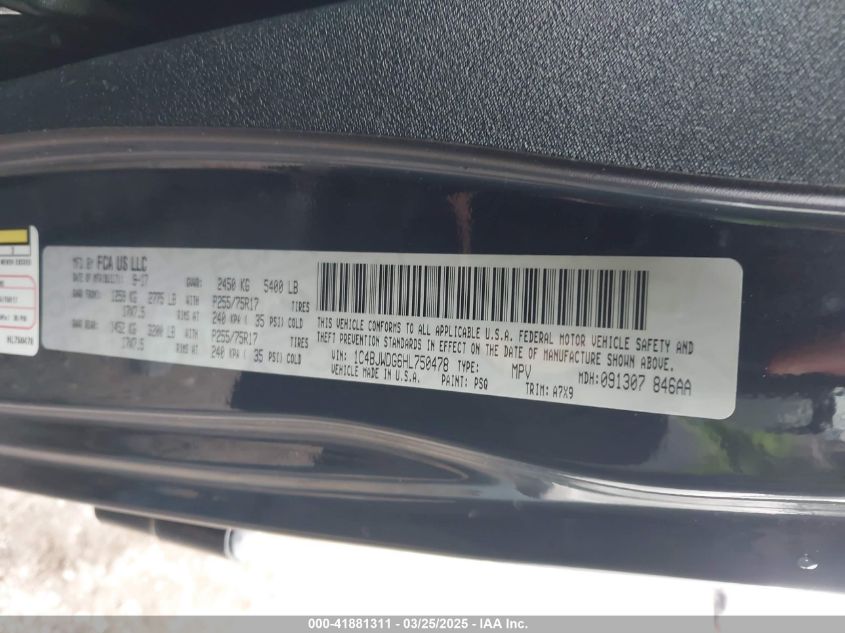 HL750478
MFD BY FCA US LLC
DATE OF MFR(BUILT): 9-17 GVWR: 2450 KG 5400 LB
GAWR FRONT: 1259 KG 2775 LB WITH P255/75R17 TIRES
17X7.5 RIMS AT 240 KPA ( 35 PSI) COLD
GAWR REAR: 1452 KG 3200 LB WITH P255/75R17 TIRES
17X7.5 RIMS AT 240 KPA ( 35 PSI) COLD
THIS VEHICLE CONFORMS TO ALL APPLICABLE U.S.A. FEDERAL MOTOR VEHICLE SAFETY AND
THEFT PREVENTION STANDARDS IN EFFECT ON THE DATE OF MANUFACTURE SHOWN ABOVE.
VIN: 1C4BJWDG6HL750478 TYPE: MPV MDH: 091307 846AA
VEHICLE MADE IN U.S.A. PAINT: PSQ TRIM: A7X9
000-41881311 - 03/25/2025 - IAA Inc.